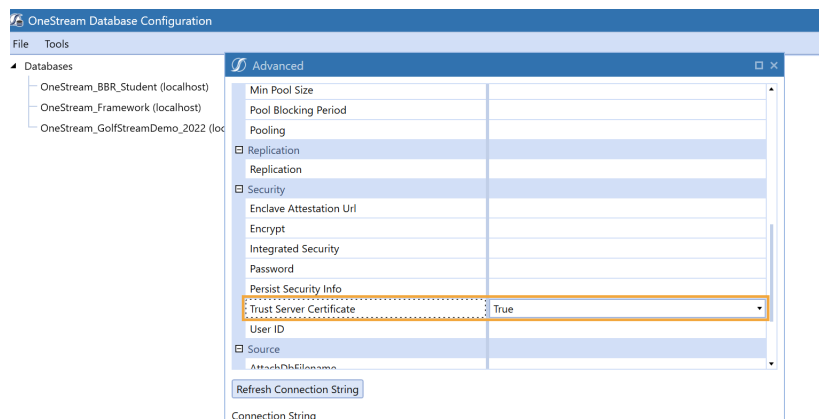 OneStream Database Configuration
File Tools
Databases
OneStream_BBR_Student (localhost)
OneStream_Framework (localhost)
OneStream_GolfStreamDemo_2022 (loc
Advanced
Min Pool Size
Pool Blocking Period
Pooling
Replication
Replication
Security
Enclave Attestation Url
Encrypt
Integrated Security
Password
Persist Security Info
Trust Server Certificate True
User ID
Source
AttachDbFilename
Refresh Connection String
Connection String